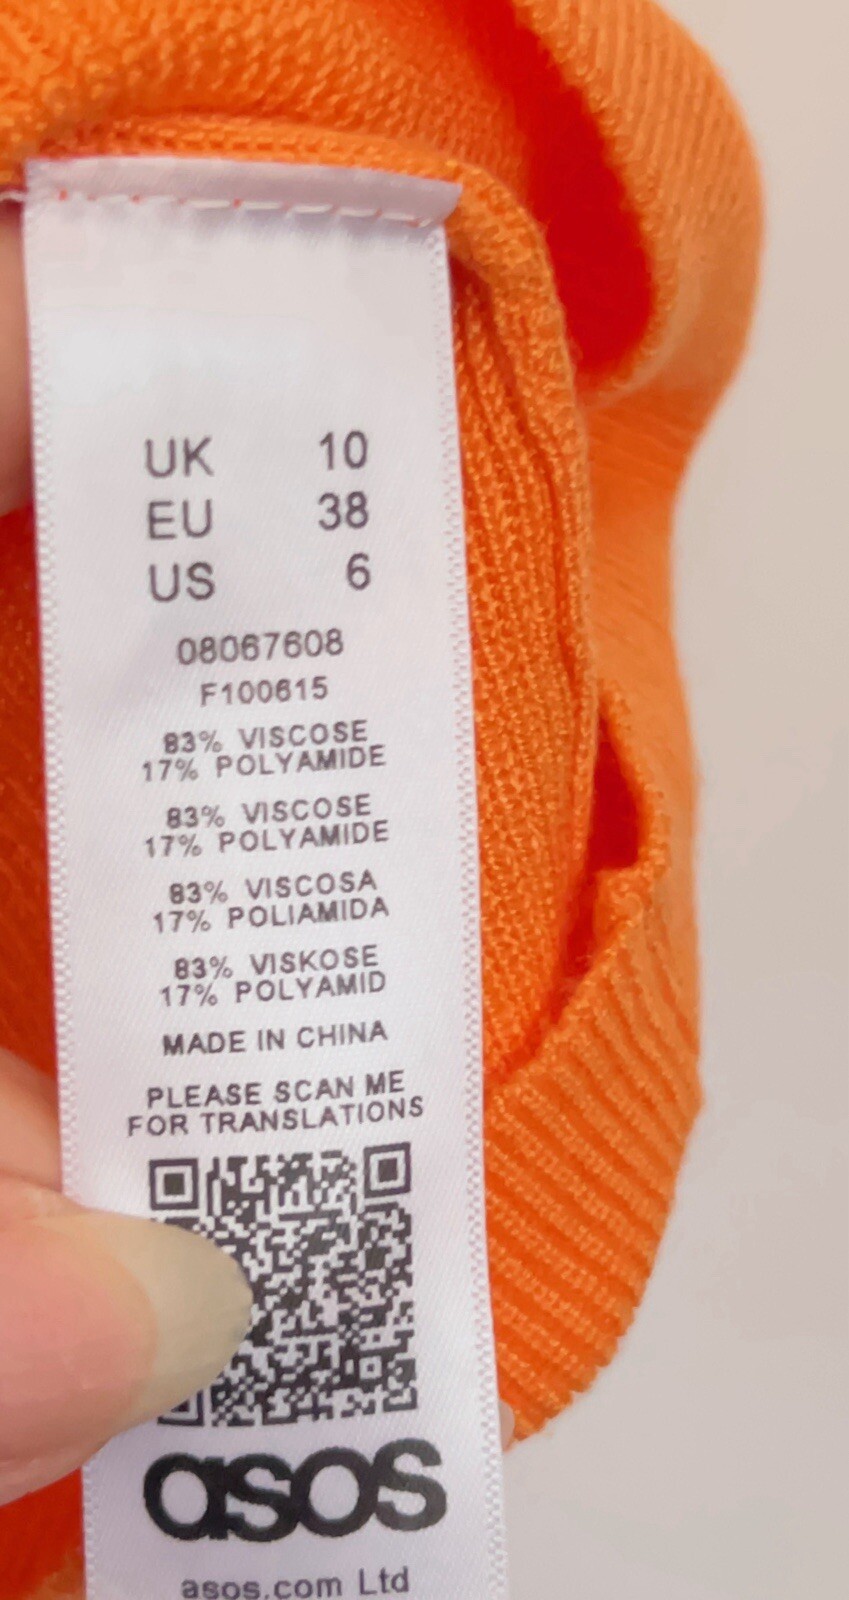 UK 10
EU 38
US 6
08067608
F100615
83% VISCOSE
17% POLYAMIDE
83% VISCOSE
17% POLYAMIDE
83% VISCOSA
17% POLIAMIDA
83% VISKOSE
17% POLYAMID
MADE IN CHINA
PLEASE SCAN ME
FOR TRANSLATIONS
asos
asos.com Ltd